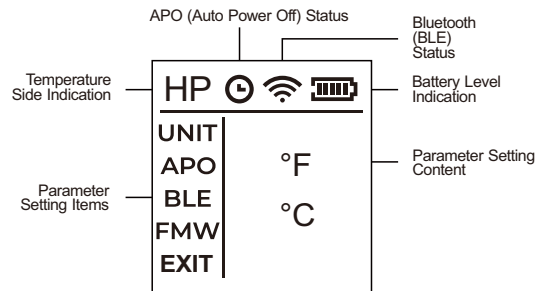 APO (Auto Power Off) Status
Bluetooth
(BLE)
Status
Temperature
Side Indication
HP
Battery Level
Indication
UNIT
APO
BLE
FMW
EXIT
°F
°C
Parameter Setting
Content
Parameter
Setting Items